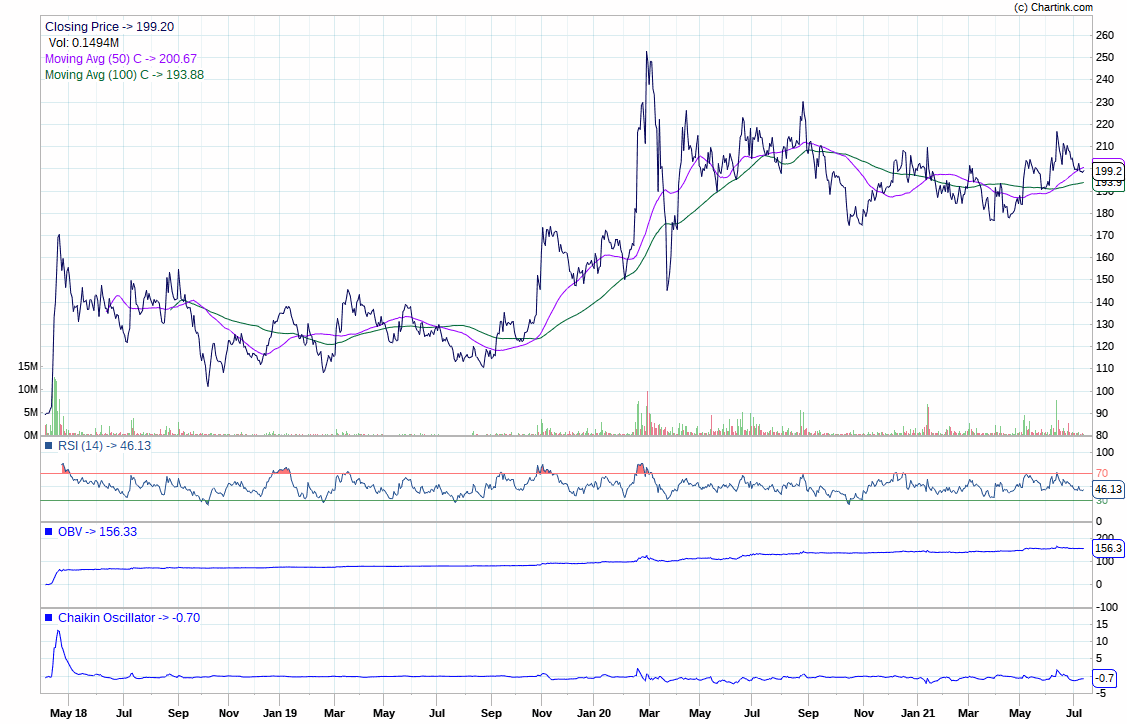 (c) Chartink.com
Closing Price -> 199.20
Vol: 0.1494M
Moving Avg (50) C -> 200.67
Moving Avg (100) C -> 193.88
260
250
240
230
220
210
199.2
193.9
190
180
170
160
150
140
130
120
110
100
90
80
15M
10M
5M
0M
RSI (14) -> 46.13
100
70
46.13
30
0
OBV -> 156.33
200
156.3
100
0
-100
Chaikin Oscillator -> -0.70
15
10
5
-0.7
-5
May 18 Jul Sep Nov Jan 19 Mar May Jul Sep Nov Jan 20 Mar May Jul Sep Nov Jan 21 Mar May Jul